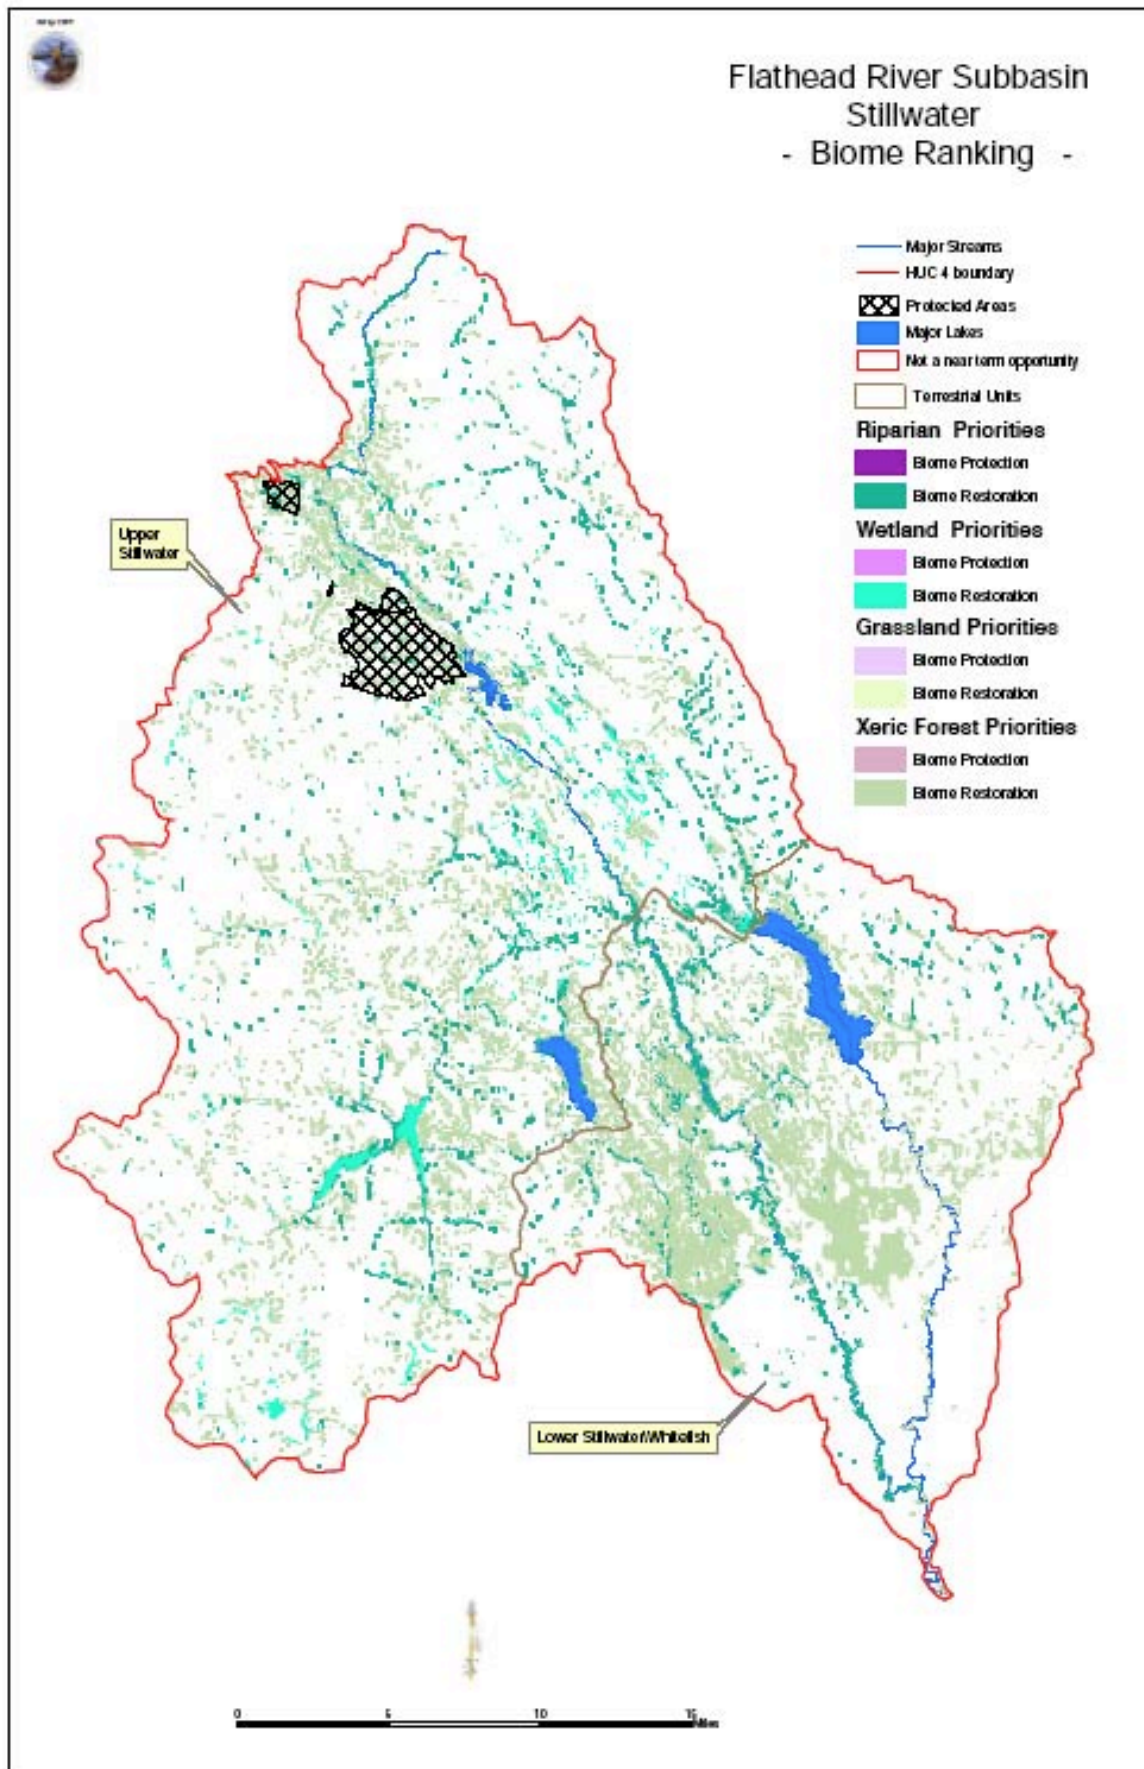 Flathead River Subbasin
Stillwater
- Biome Ranking -
Major Streams
HUC 4 boundary
Protected Areas
Major Lakes
Not a near term opportunity
Terrestrial Units
Riparian Priorities
Biome Protection
Biome Restoration
Wetland Priorities
Biome Protection
Biome Restoration
Grassland Priorities
Biome Protection
Biome Restoration
Xeric Forest Priorities
Biome Protection
Biome Restoration
Upper
Stillwater
Lower Stillwater/Whitefish
0 5 10 15
Miles